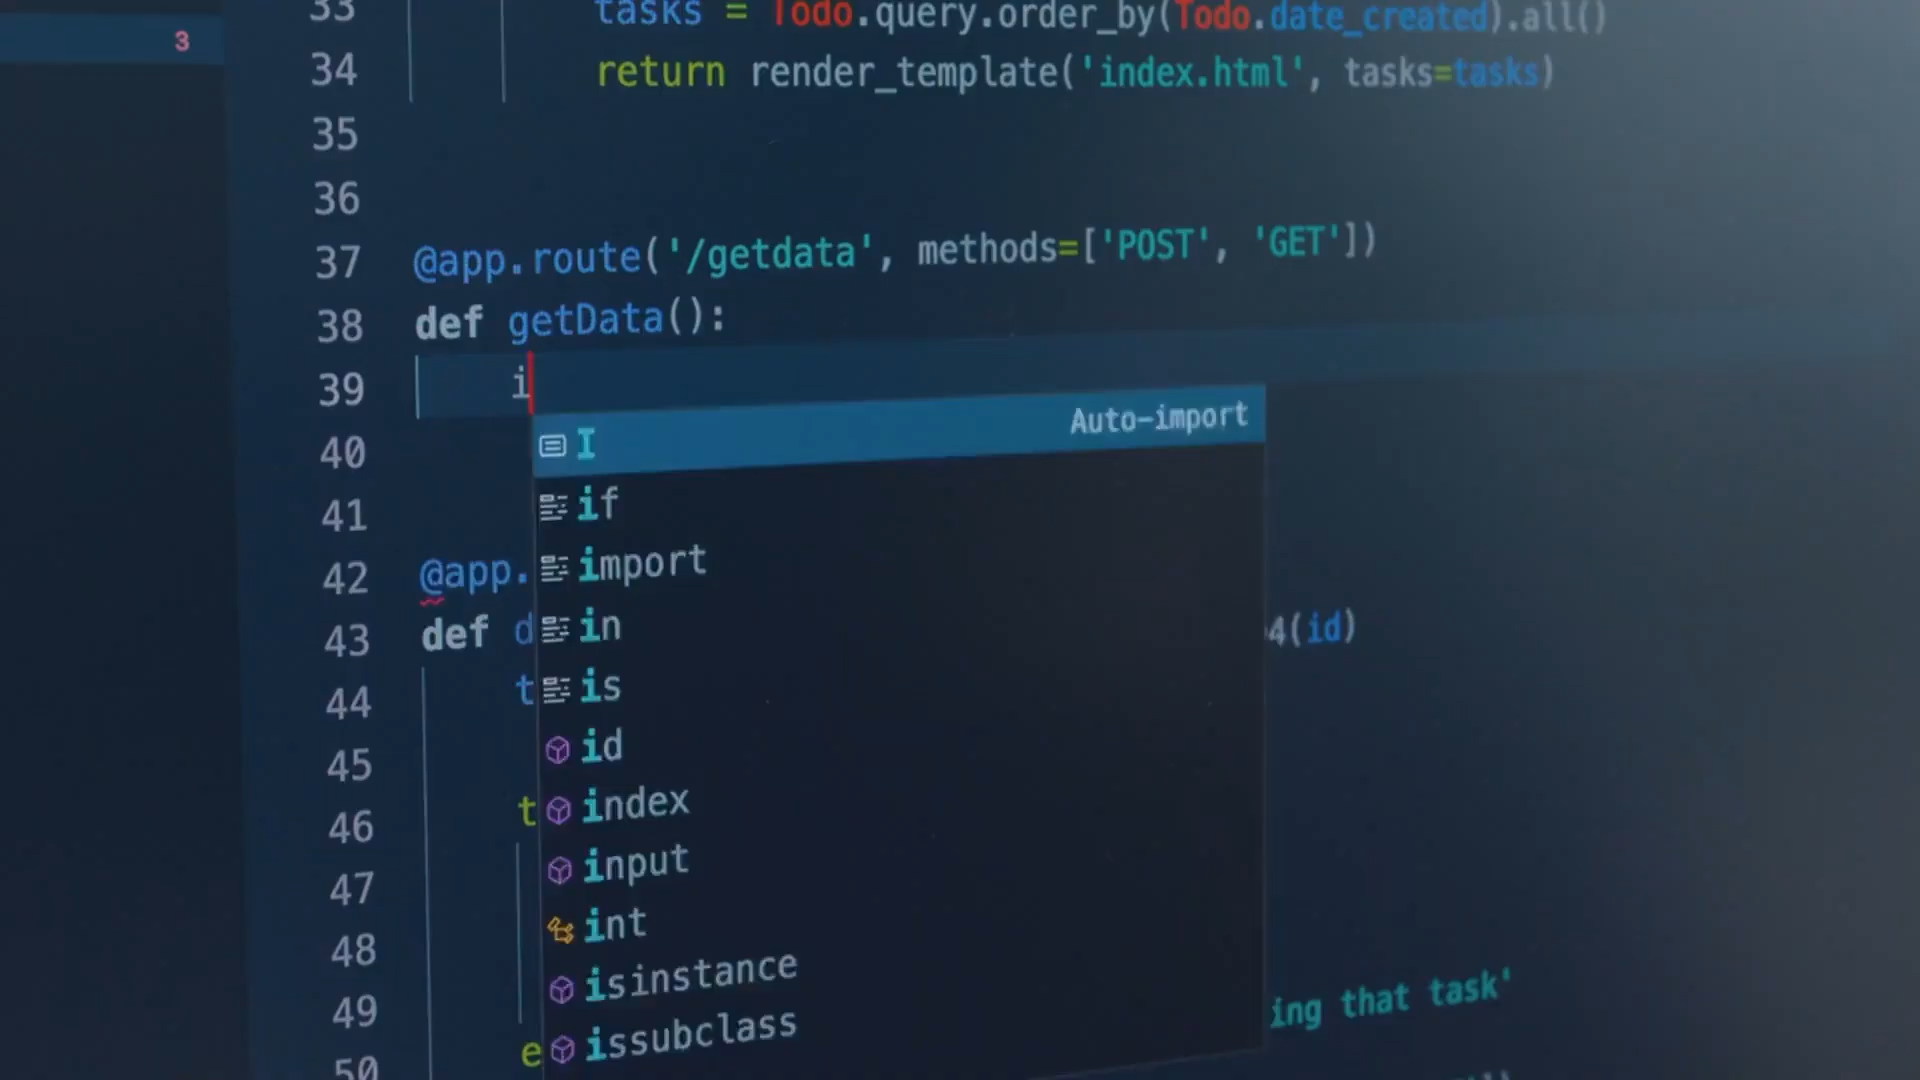 3
33 tasks = Todo.query.order_by(Todo.date_created).all()
34 return render_template('index.html', tasks=tasks)
35
36
37 @app.route('/getdata', methods=['POST', 'GET'])
38 def getData():
39 i
I Auto-import
40
if
41
import
42 @app.
in
43 def d 4(id)
is
44 t
id
45
index
46 t
input
47
int
48
isinstance
49 ing that task'
issubclass
50 e